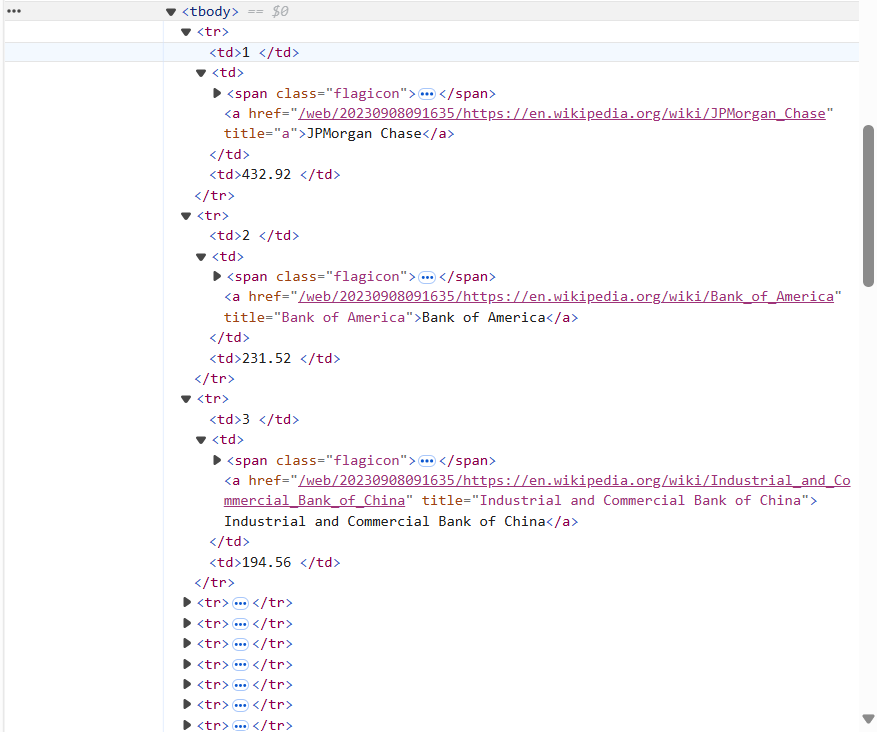 ••• <tbody> == $0
<tr>
<td>1 </td>
<td>
<span class="flagicon">•••</span>
<a href="/web/20230908091635/https://en.wikipedia.org/wiki/JPMorgan_Chase"
title="a">JPMorgan Chase</a>
</td>
<td>432.92 </td>
</tr>
<tr>
<td>2 </td>
<td>
<span class="flagicon">•••</span>
<a href="/web/20230908091635/https://en.wikipedia.org/wiki/Bank_of_America"
title="Bank of America">Bank of America</a>
</td>
<td>231.52 </td>
</tr>
<tr>
<td>3 </td>
<td>
<span class="flagicon">•••</span>
<a href="/web/20230908091635/https://en.wikipedia.org/wiki/Industrial_and_Co
mmercial_Bank_of_China" title="Industrial and Commercial Bank of China">
Industrial and Commercial Bank of China</a>
</td>
<td>194.56 </td>
</tr>
<tr>•••</tr>
<tr>•••</tr>
<tr>•••</tr>
<tr>•••</tr>
<tr>•••</tr>
<tr>•••</tr>
<tr>•••</tr>